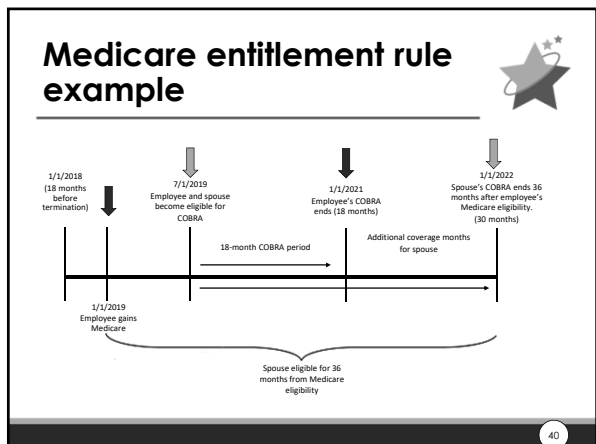 Medicare entitlement rule
example
1/1/2018
(18 months
before
termination)
7/1/2019
Employee and spouse
become eligible for
COBRA
1/1/2021
Employee's COBRA
ends (18 months)
1/1/2022
Spouse's COBRA ends 36
months after employee's
Medicare eligibility.
(30 months)
18-month COBRA period
Additional coverage months
for spouse
1/1/2019
Employee gains
Medicare
Spouse eligible for 36
months from Medicare
eligibility
40